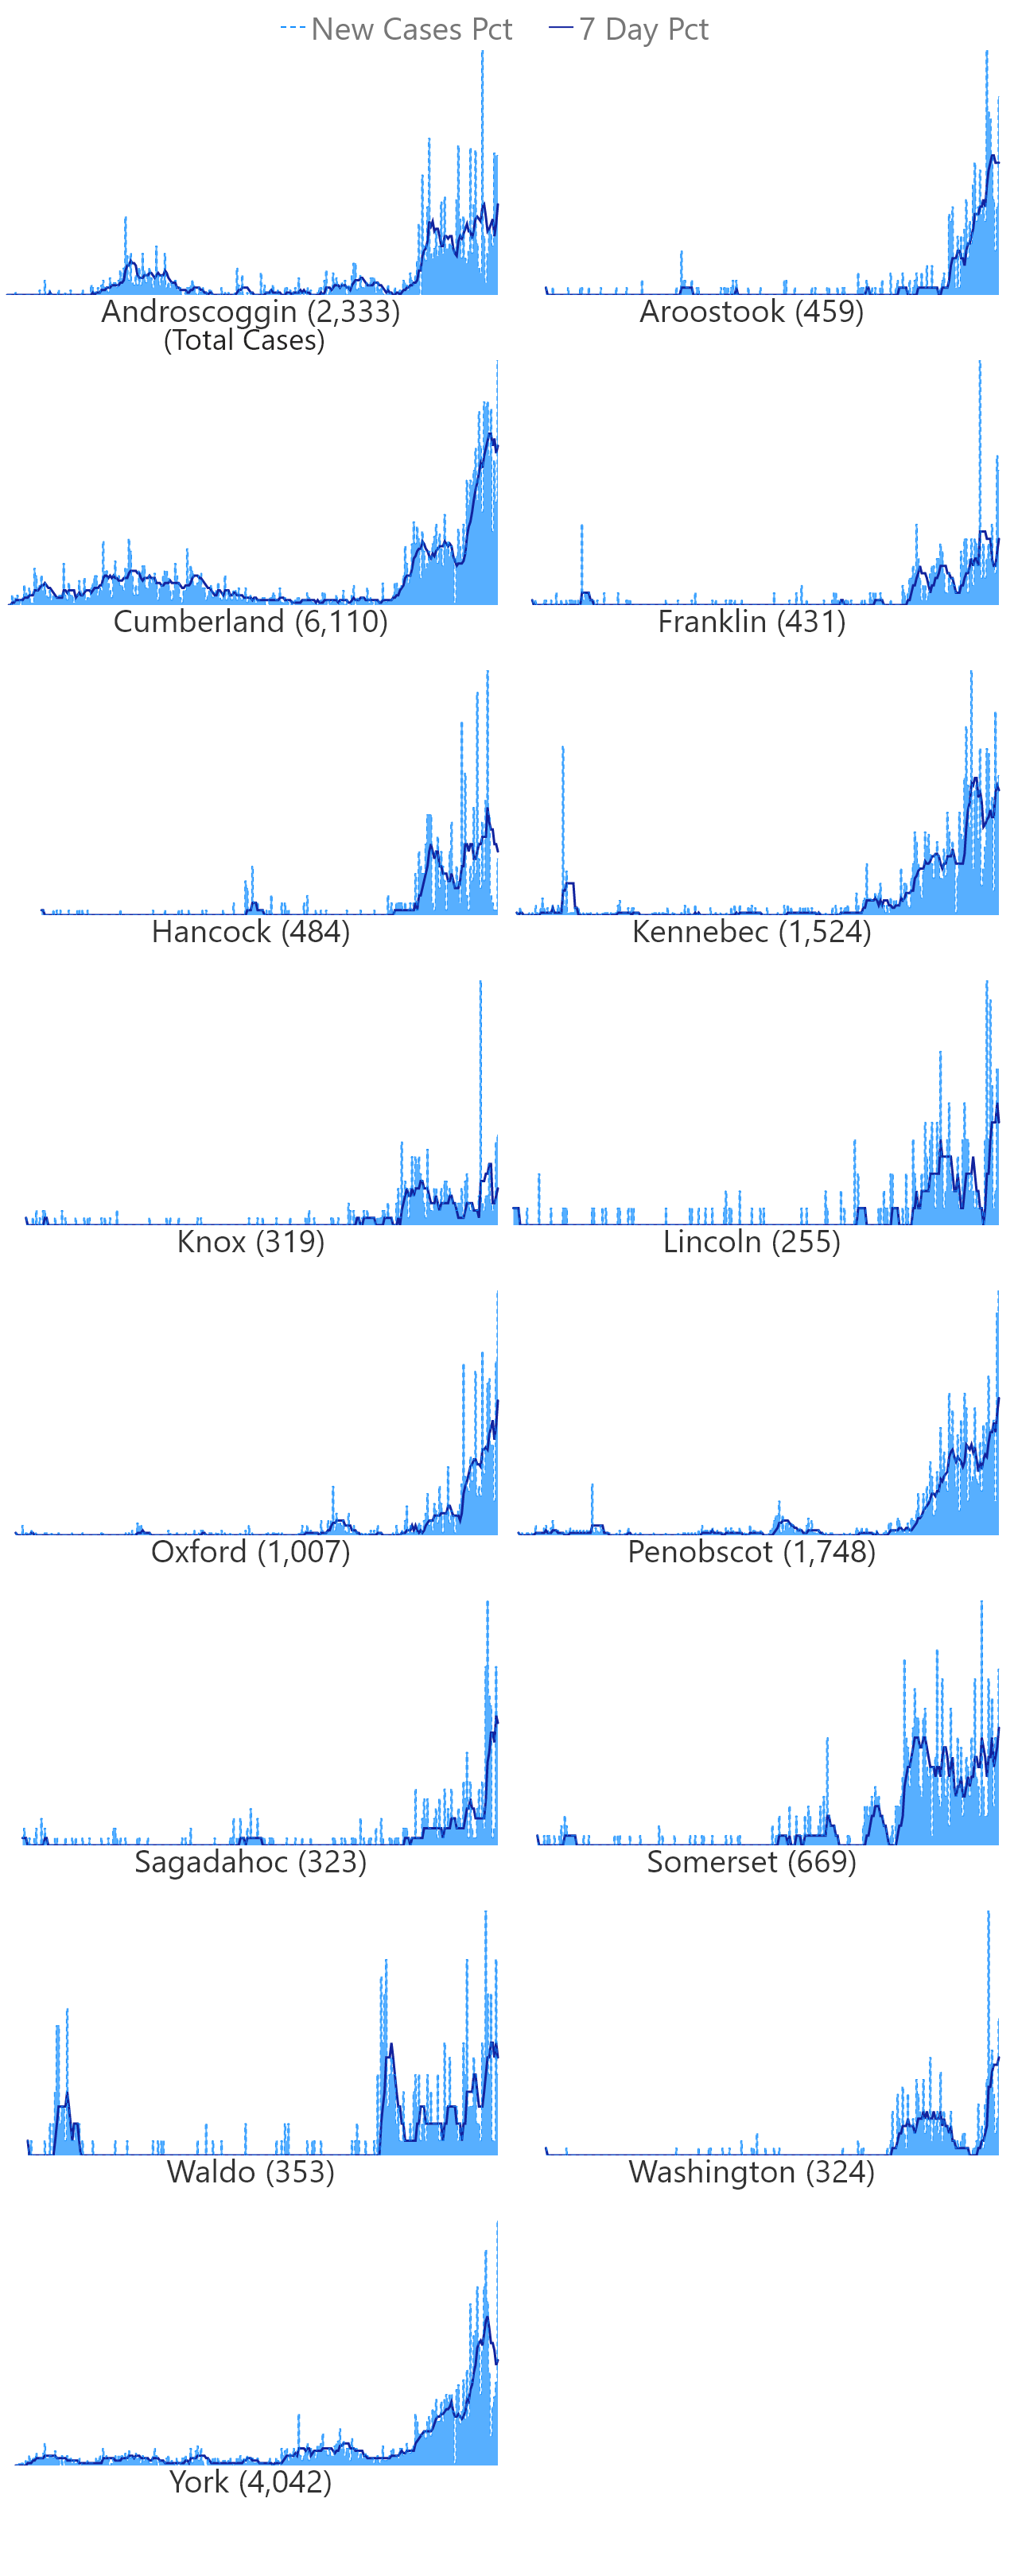 New Cases Pct 7 Day Pct
Androscoggin (2,333) Aroostook (459)
(Total Cases)
Cumberland (6,110) Franklin (431)
Hancock (484) Kennebec (1,524)
Knox (319) Lincoln (255)
Oxford (1,007) Penobscot (1,748)
Sagadahoc (323) Somerset (669)
Waldo (353) Washington (324)
York (4,042)